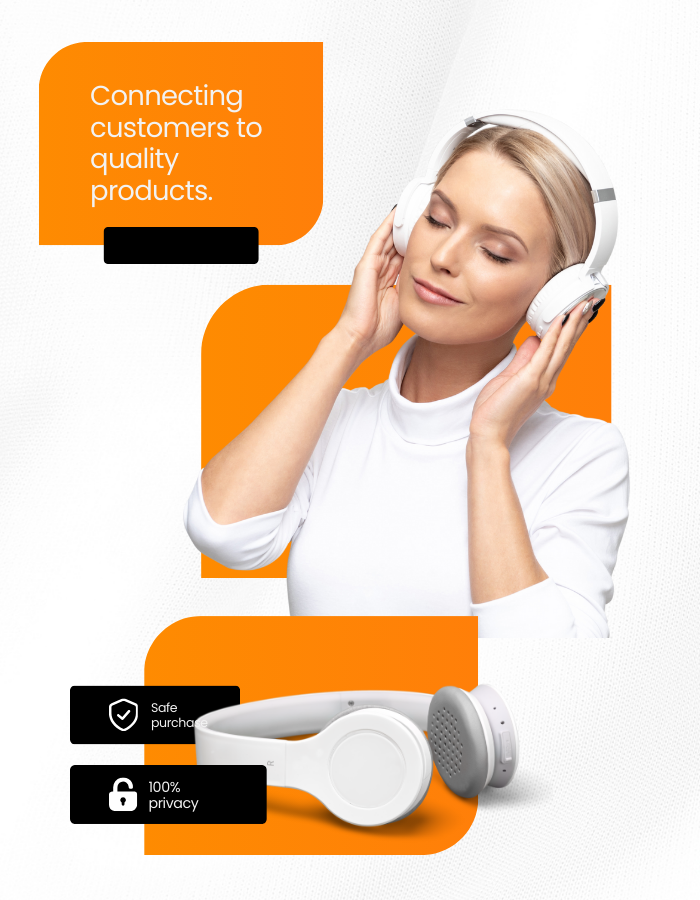 Connecting
customers to
quality
products.
Safe
purchase
100%
privacy
R